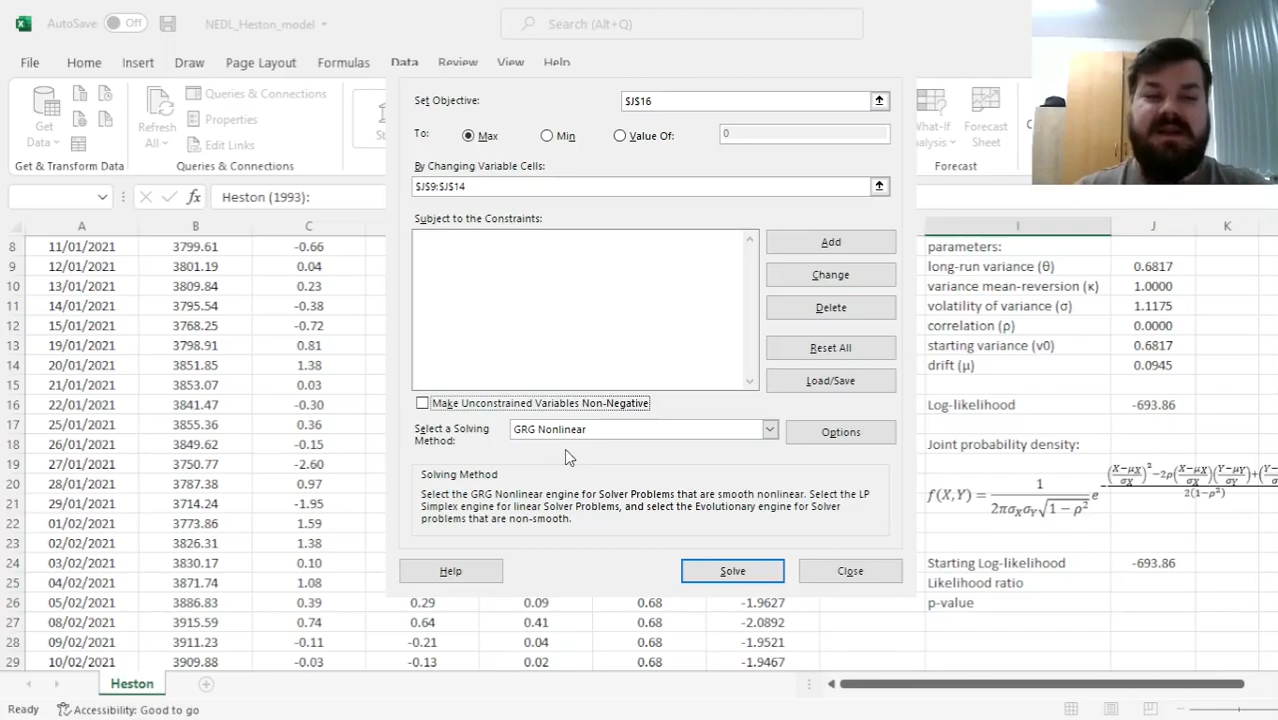 AutoSave Off NEDL_Heston_model Search (Alt+Q)
File Home Insert Draw Page Layout Formulas Data Review View Help
Get Data
Refresh All
Queries & Connections
Properties
Edit Links
What-If Analysis
Forecast Sheet
Get & Transform Data Queries & Connections Forecast
fx Heston (1993):
Set Objective: $J$16
To: Max Min Value Of: 0
By Changing Variable Cells:
$J$9:$J$14
Subject to the Constraints:
Add
Change
Delete
Reset All
Load/Save
Make Unconstrained Variables Non-Negative
Select a Solving Method: GRG Nonlinear Options
Solving Method
Select the GRG Nonlinear engine for Solver Problems that are smooth nonlinear. Select the LP
Simplex engine for linear Solver Problems, and select the Evolutionary engine for Solver
problems that are non-smooth.
Help Solve Close
A B C I J K
8 11/01/2021 3799.61 -0.66 parameters:
9 12/01/2021 3801.19 0.04 long-run variance (θ) 0.6817
10 13/01/2021 3809.84 0.23 variance mean-reversion (κ) 1.0000
11 14/01/2021 3795.54 -0.38 volatility of variance (σ) 1.1175
12 15/01/2021 3768.25 -0.72 correlation (ρ) 0.0000
13 19/01/2021 3798.91 0.81 starting variance (v0) 0.6817
14 20/01/2021 3851.85 1.38 drift (μ) 0.0945
15 21/01/2021 3853.07 0.03
16 22/01/2021 3841.47 -0.30 Log-likelihood -693.86
17 25/01/2021 3855.36 0.36
18 26/01/2021 3849.62 -0.15 Joint probability density:
19 27/01/2021 3750.77 -2.60
20 28/01/2021 3787.38 0.97
21 29/01/2021 3714.24 -1.95
f(X,Y) = 1 / 2πσ_Xσ_Y√1−ρ² e^−((X−μ_X)/σ_X)²−2ρ((X−μ_X)/σ_X)((Y−μ_Y)/σ_Y)+( / 2(1−ρ²)
22 01/02/2021 3773.86 1.59
23 02/02/2021 3826.31 1.38
24 03/02/2021 3830.17 0.10 Starting Log-likelihood -693.86
25 04/02/2021 3871.74 1.08 Likelihood ratio
26 05/02/2021 3886.83 0.39 0.29 0.09 0.68 -1.9627 p-value
27 08/02/2021 3915.59 0.74 0.64 0.41 0.68 -2.0892
28 09/02/2021 3911.23 -0.11 -0.21 0.04 0.68 -1.9521
29 10/02/2021 3909.88 -0.03 -0.13 0.02 0.68 -1.9467
Heston
Ready Accessibility: Good to go